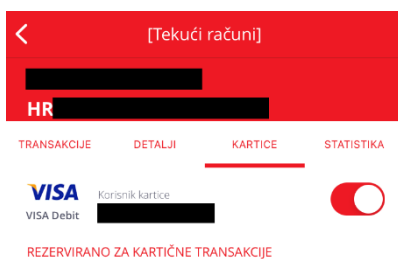 [Tekući računi]
HR
TRANSAKCIJE DETALJI KARTICE STATISTIKA
VISA Korisnik kartice
VISA Debit
REZERVIRANO ZA KARTIČNE TRANSAKCIJE